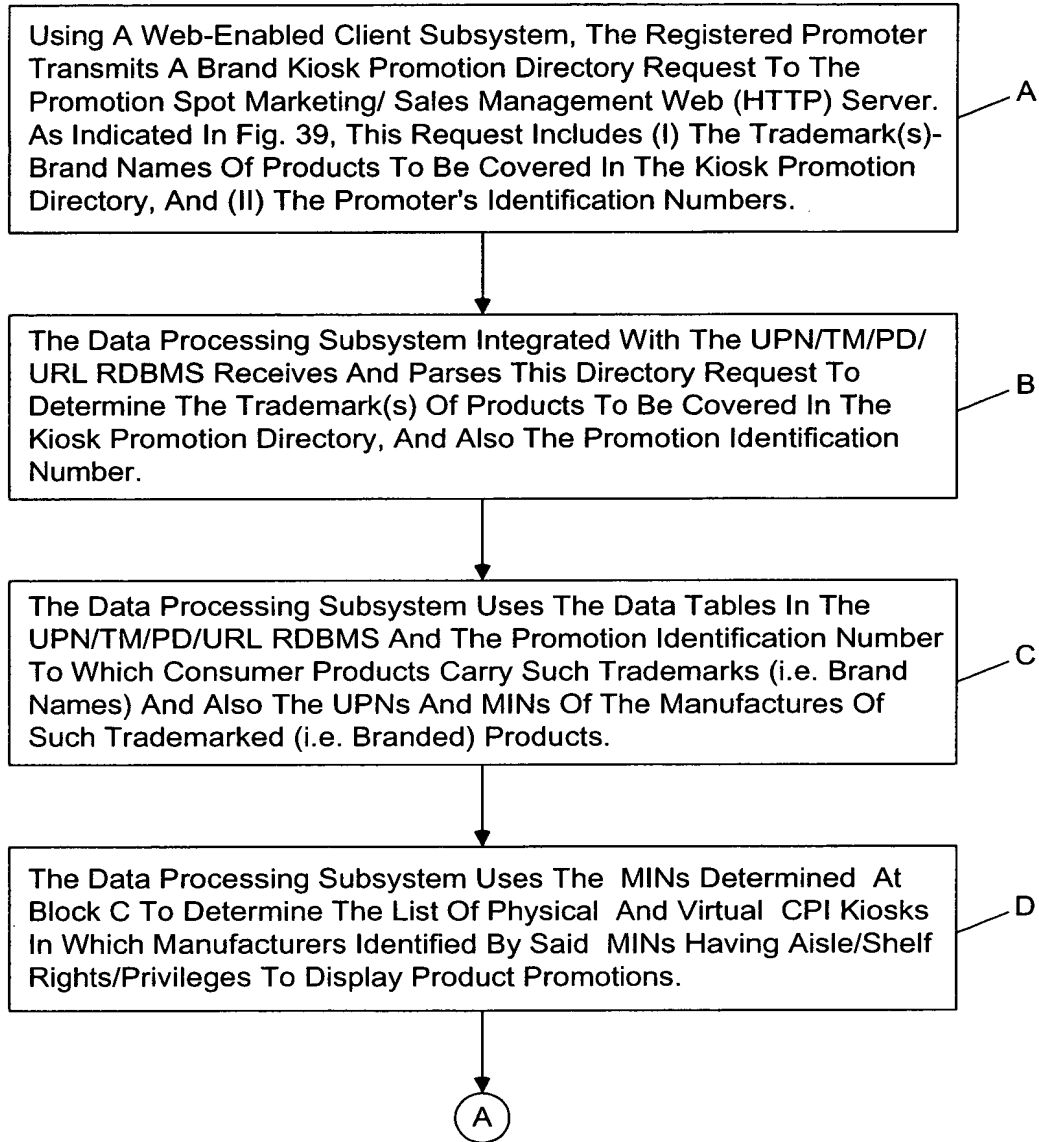 Using A Web-Enabled Client Subsystem, The Registered Promoter
Transmits A Brand Kiosk Promotion Directory Request To The
Promotion Spot Marketing/ Sales Management Web (HTTP) Server.
As Indicated In Fig. 39, This Request Includes (I) The Trademark(s)-
Brand Names Of Products To Be Covered In The Kiosk Promotion
Directory, And (II) The Promoter's Identification Numbers.
A
The Data Processing Subsystem Integrated With The UPN/TM/PD/
URL RDBMS Receives And Parses This Directory Request To
Determine The Trademark(s) Of Products To Be Covered In The
Kiosk Promotion Directory, And Also The Promotion Identification
Number.
B
The Data Processing Subsystem Uses The Data Tables In The
UPN/TM/PD/URL RDBMS And The Promotion Identification Number
To Which Consumer Products Carry Such Trademarks (i.e. Brand
Names) And Also The UPNs And MINs Of The Manufactures Of
Such Trademarked (i.e. Branded) Products.
C
The Data Processing Subsystem Uses The MINs Determined At
Block C To Determine The List Of Physical And Virtual CPI Kiosks
In Which Manufacturers Identified By Said MINs Having Aisle/Shelf
Rights/Privileges To Display Product Promotions.
D
A